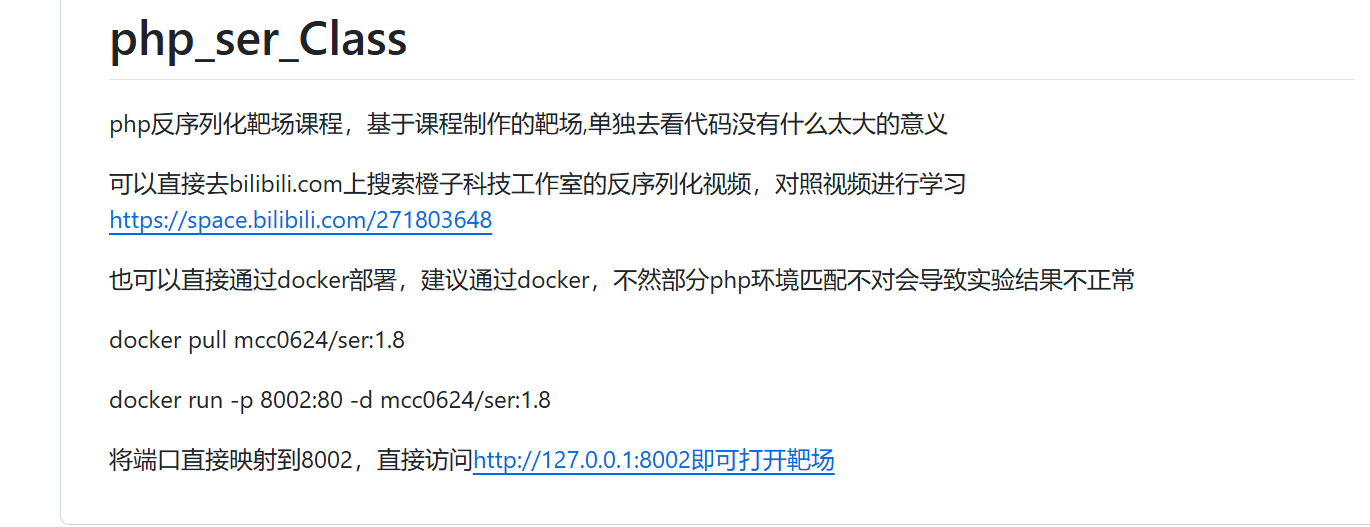 php_ser_Class
php反序列化靶场课程，基于课程制作的靶场,单独去看代码没有什么太大的意义
可以直接去bilibili.com上搜索橙子科技工作室的反序列化视频，对照视频进行学习
https://space.bilibili.com/271803648
也可以直接通过docker部署，建议通过docker，不然部分php环境匹配不对会导致实验结果不正常
docker pull mcc0624/ser:1.8
docker run -p 8002:80 -d mcc0624/ser:1.8
将端口直接映射到8002，直接访问http://127.0.0.1:8002即可打开靶场